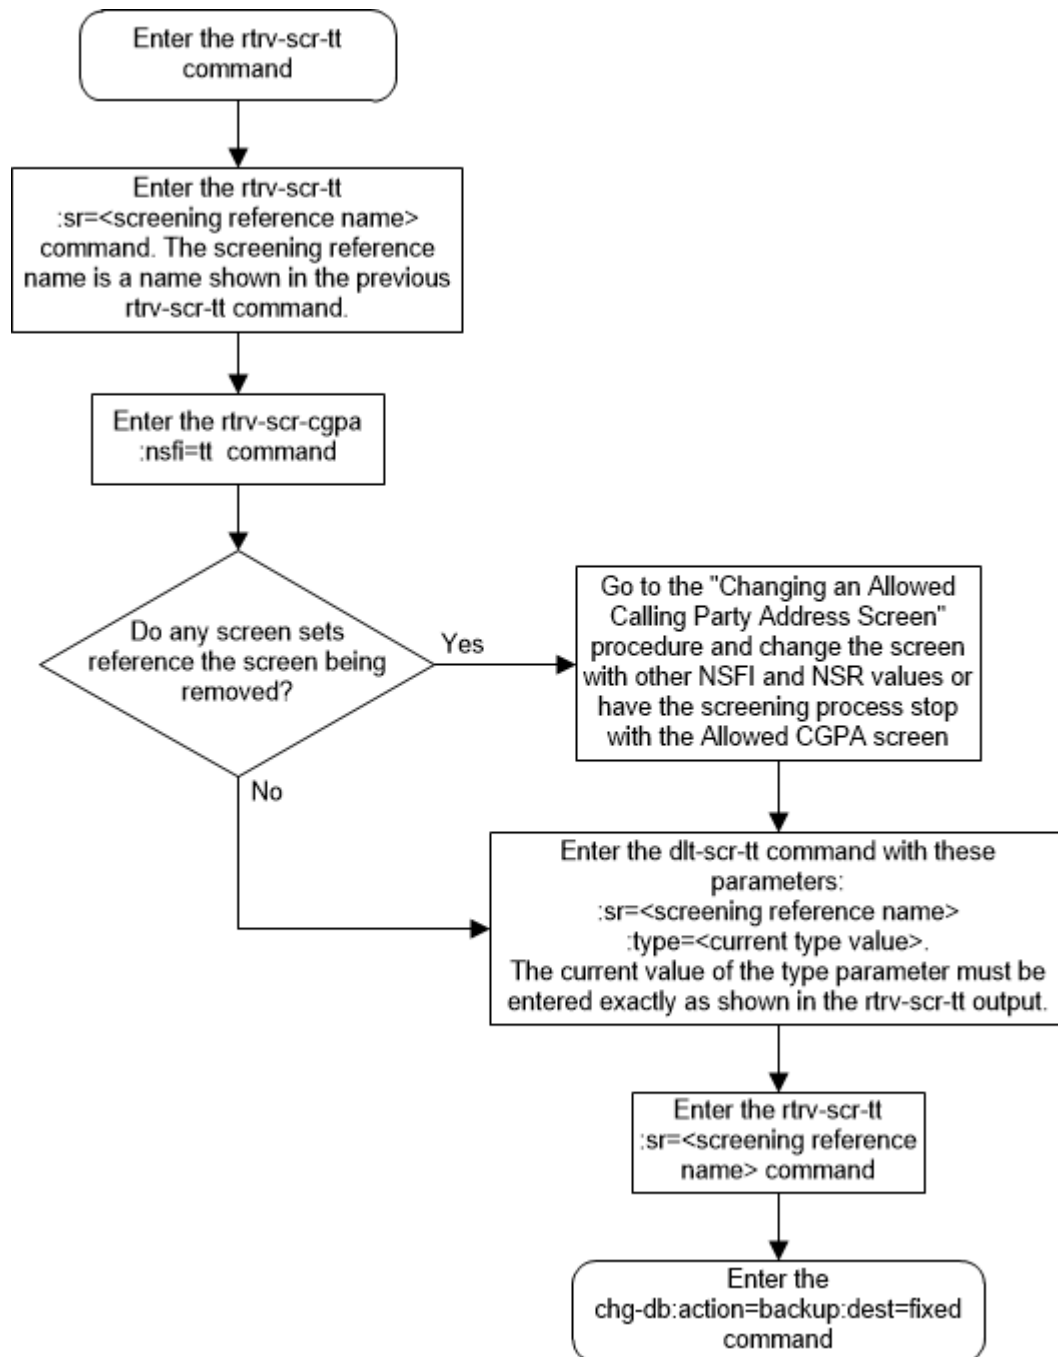 Enter the rtrv-scr-tt
command
Enter the rtrv-scr-tt
:sr=<screening reference name>
command. The screening reference
name is a name shown in the previous
rtrv-scr-tt command.
Enter the rtrv-scr-cgpa
:nsfi=tt command
Do any screen sets
reference the screen being
removed?
Yes
No
Go to the "Changing an Allowed
Calling Party Address Screen"
procedure and change the screen
with other NSFI and NSR values or
have the screening process stop
with the Allowed CGPA screen
Enter the dlt-scr-tt command with these
parameters:
:sr=<screening reference name>
:type=<current type value>.
The current value of the type parameter must be
entered exactly as shown in the rtrv-scr-tt output.
Enter the rtrv-scr-tt
:sr=<screening reference
name> command
Enter the
chg-db:action=backup:dest=fixed
command